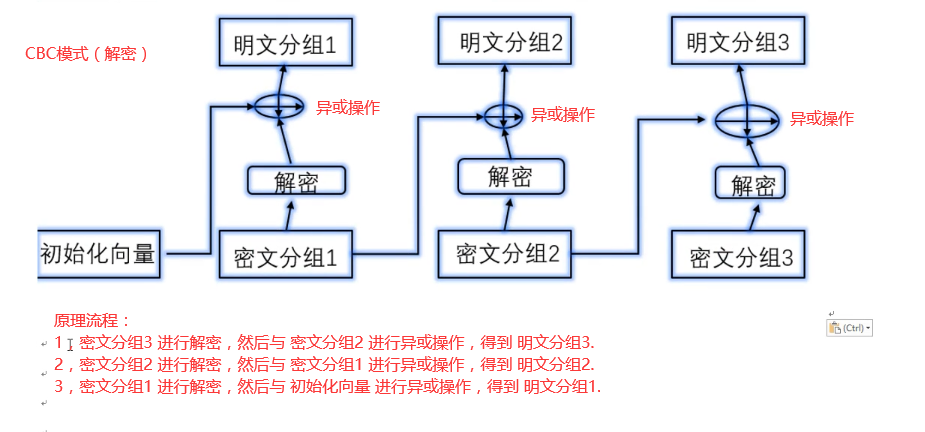 CBC模式（解密）
明文分组1
明文分组2
明文分组3
异或操作
异或操作
异或操作
解密
解密
解密
初始化向量
密文分组1
密文分组2
密文分组3
原理流程：
1，密文分组3 进行解密，然后与 密文分组2 进行异或操作，得到 明文分组3.
2，密文分组2 进行解密，然后与 密文分组1 进行异或操作，得到 明文分组2.
3，密文分组1 进行解密，然后与 初始化向量 进行异或操作，得到 明文分组1.
(Ctrl)